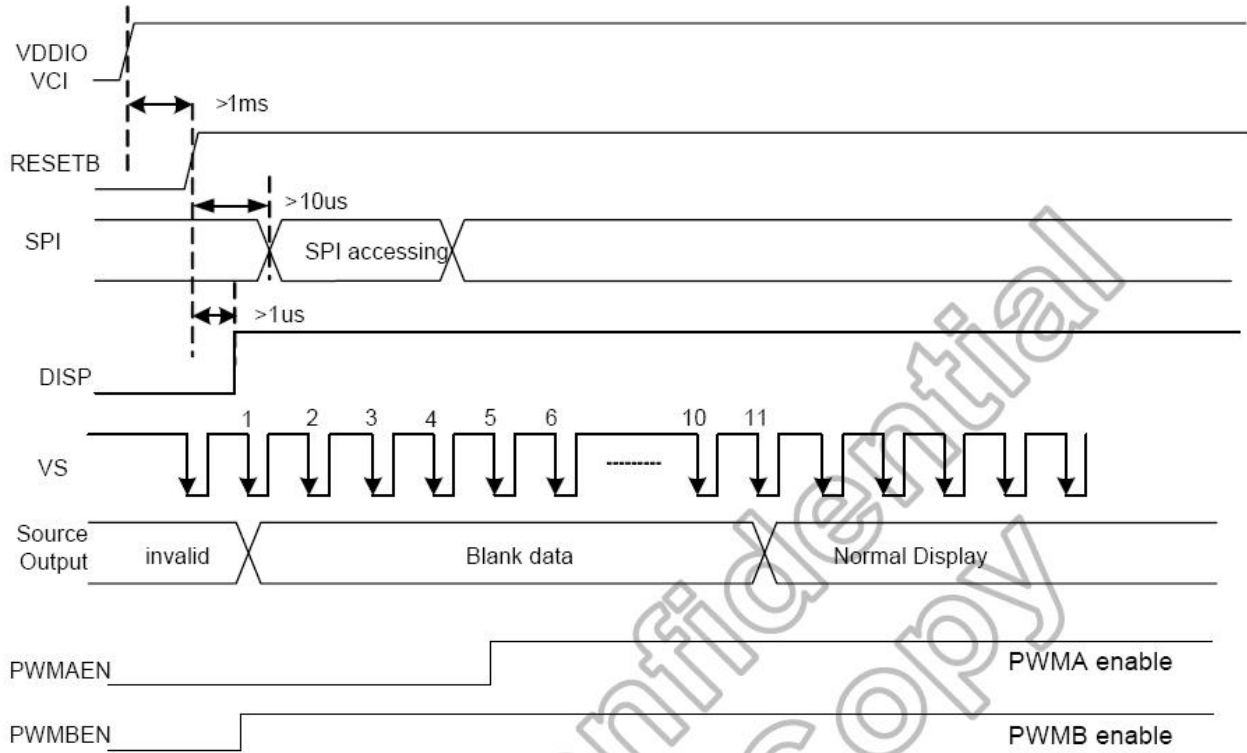 VDDIO
VCI
>1ms
RESETB
>10us
SPI
SPI accessing
>1us
DISP
1 2 3 4 5 6 10 11
VS
Source
Output
invalid
Blank data
Normal Display
PWMAEN
PWMA enable
PWMBEN
PWMB enable
nfidential
Copy